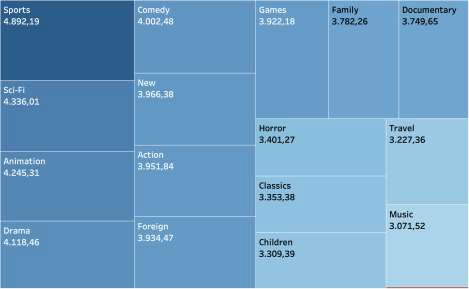 Sports
4.892,19
Sci-Fi
4.336,01
Animation
4.245,31
Drama
4.118,46
Comedy
4.002,48
New
3.966,38
Action
3.951,84
Foreign
3.934,47
Games
3.922,18
Family
3.782,26
Documentary
3.749,65
Horror
3.401,27
Classics
3.353,38
Children
3.309,39
Travel
3.227,36
Music
3.071,52